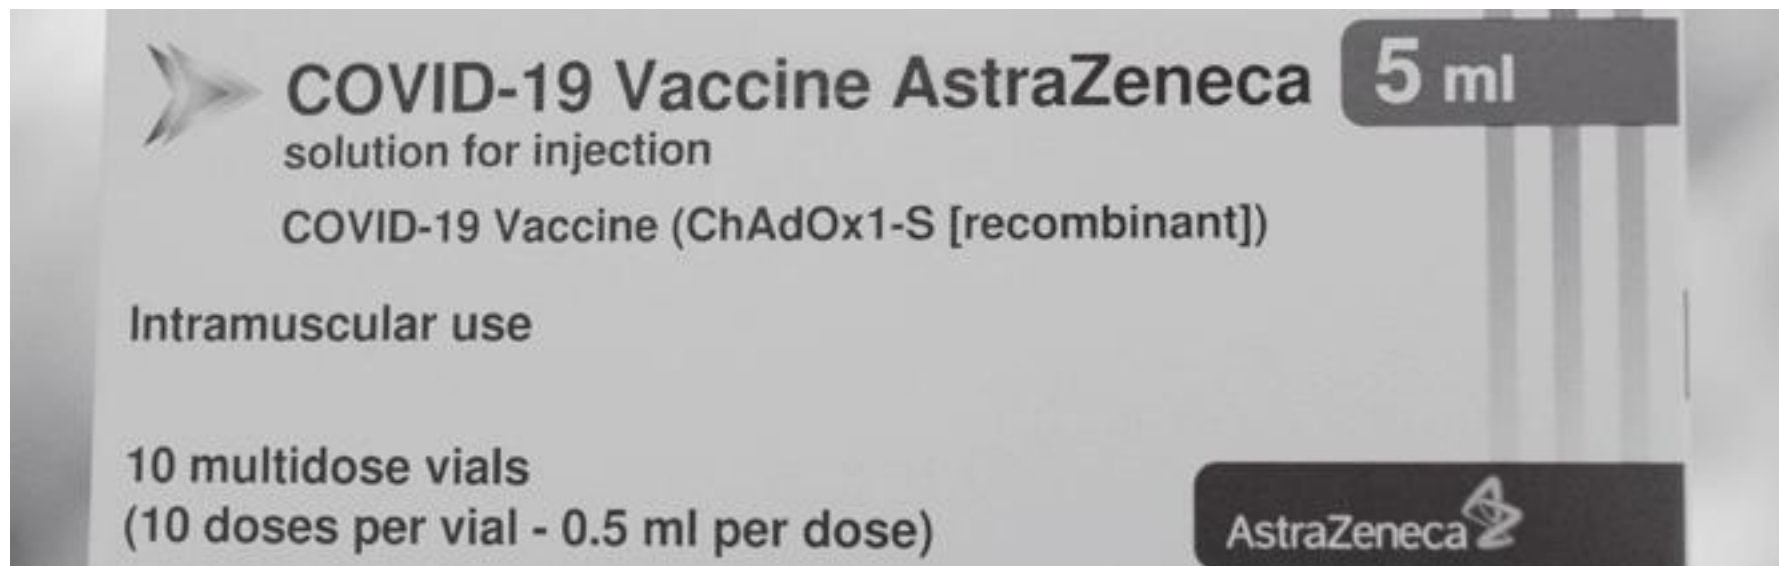 COVID-19 Vaccine AstraZeneca
5 ml
solution for injection
COVID-19 Vaccine (ChAdOx1-S [recombinant])
Intramuscular use
10 multidose vials
(10 doses per vial - 0.5 ml per dose)
AstraZeneca